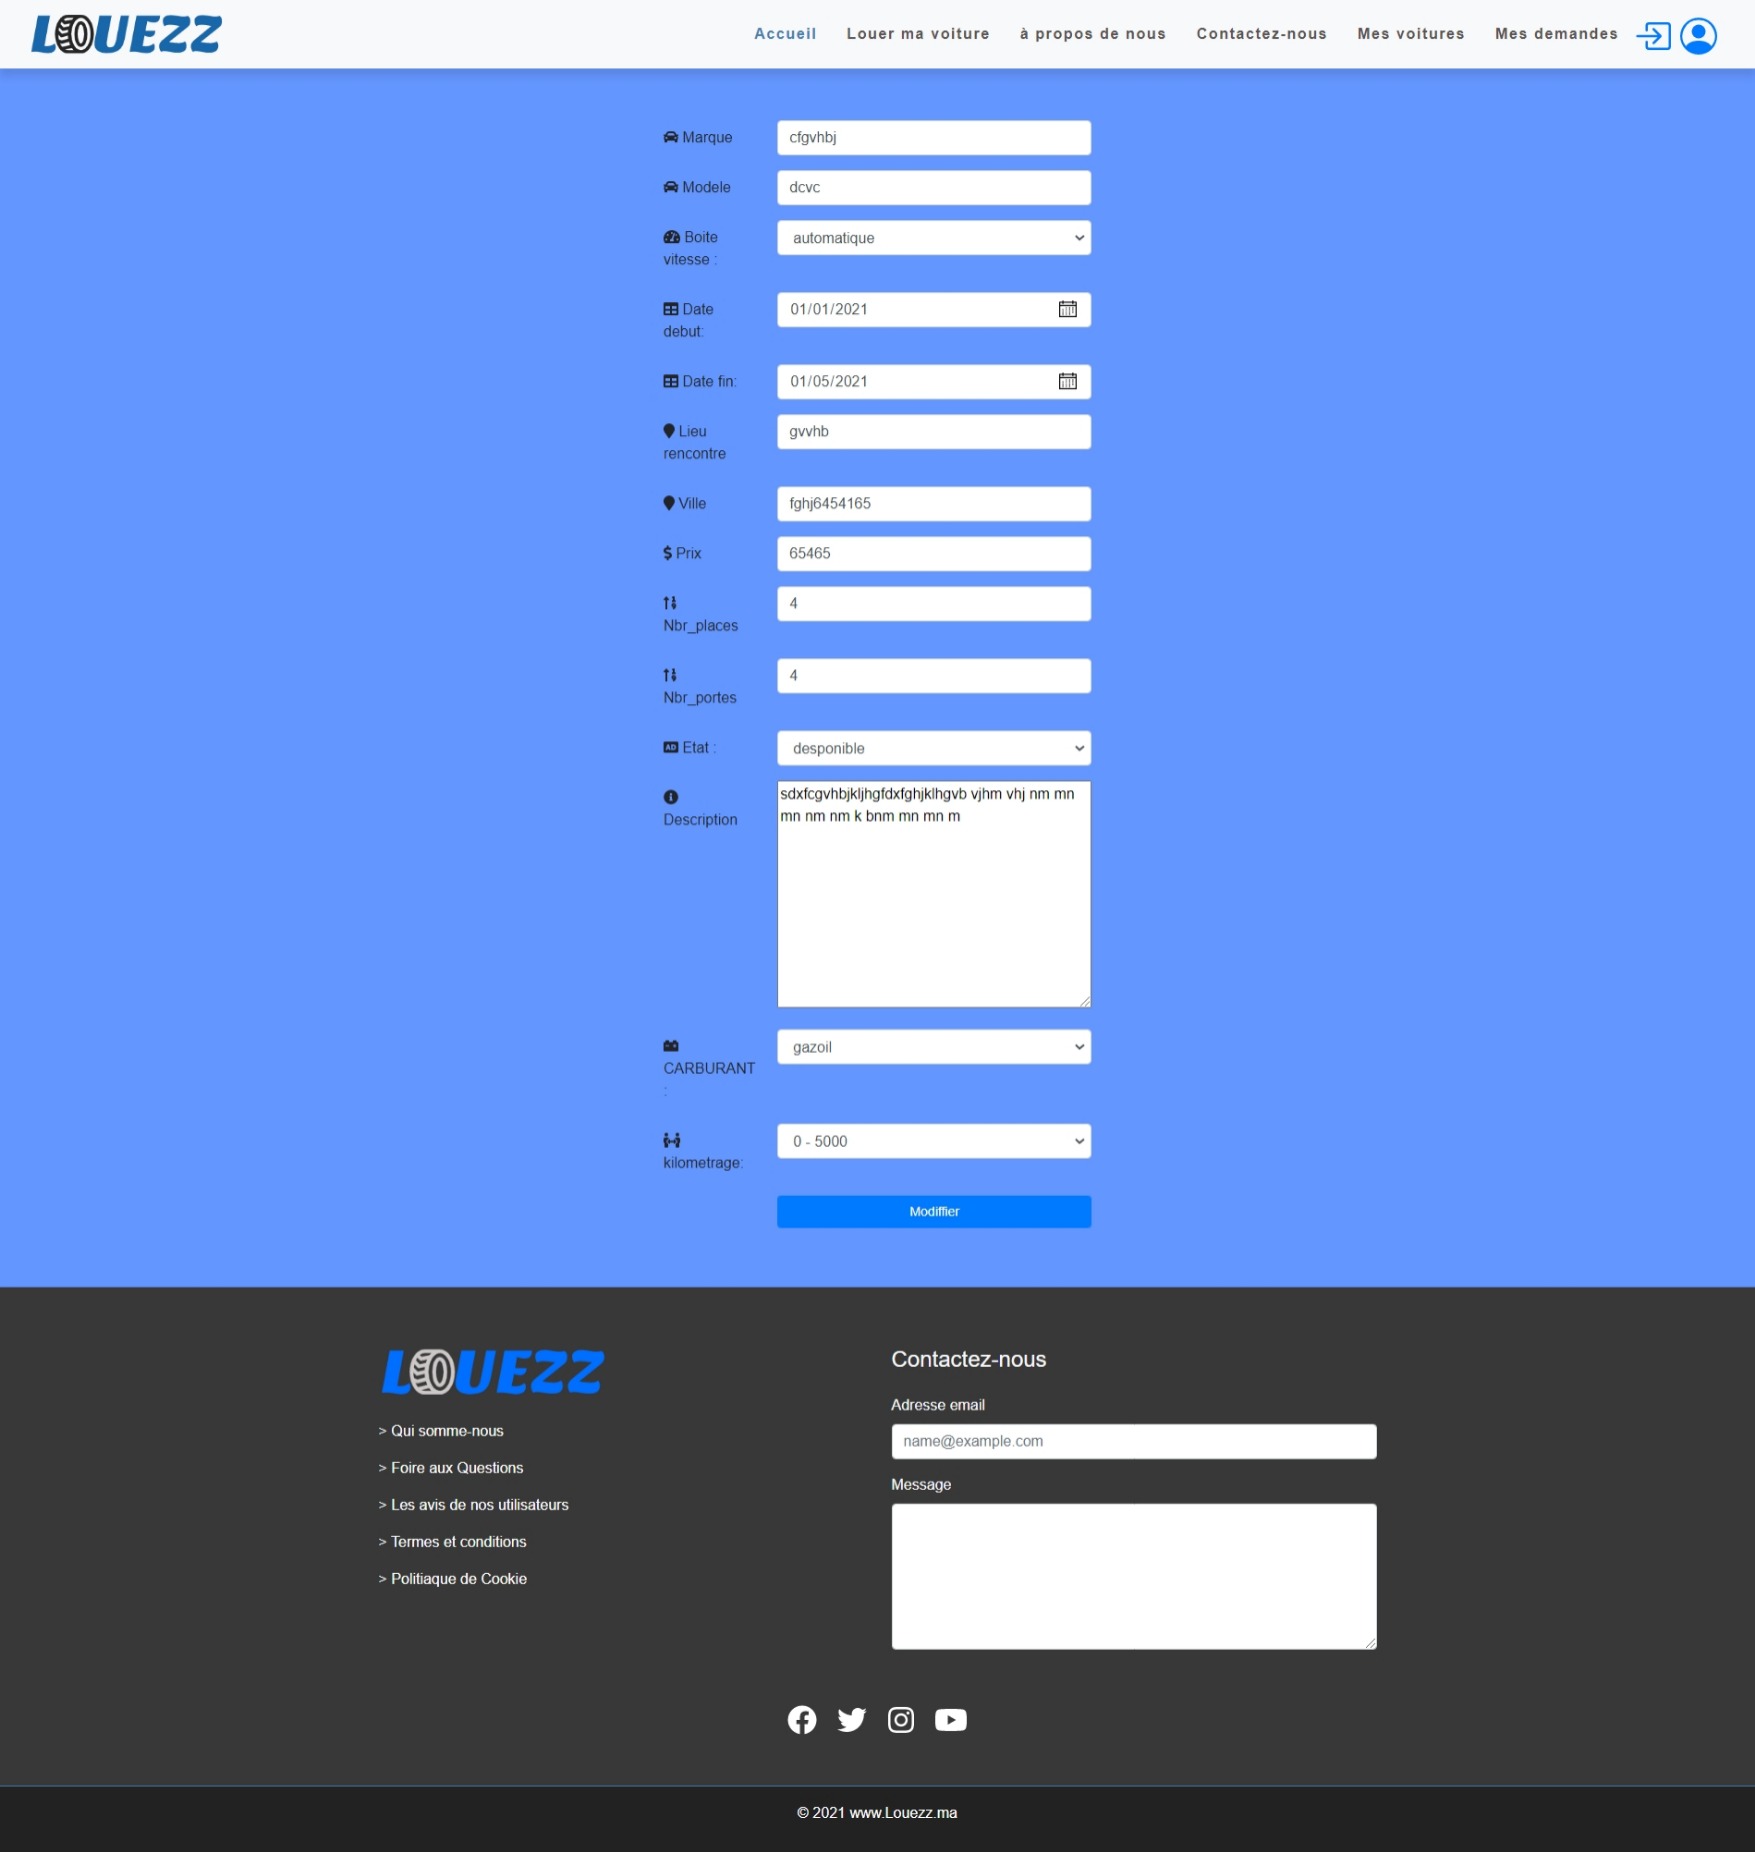 LOUEZZ
Accueil Louer ma voiture à propos de nous Contactez-nous Mes voitures Mes demandes
Marque cfgvhbj
Modele dcvc
Boite automatique
vitesse :
Date 01/01/2021
debut:
Date fin: 01/05/2021
Lieu gvvhb
rencontre
Ville fghj6454165
Prix 65465
4
Nbr_places
4
Nbr_portes
AD Etat : desponible
sdxfcgvhbjkljhgfdxfghjklhgvb vjhm vhj nm mn
Description mn nm nm k bnm mn mn m
gazoil
CARBURANT
:
0 - 5000
kilometrage:
Modiffier
LOUEZZ
> Qui somme-nous
> Foire aux Questions
> Les avis de nos utilisateurs
> Termes et conditions
> Politiaque de Cookie
Contactez-nous
Adresse email
name@example.com
Message
© 2021 www.Louezz.ma